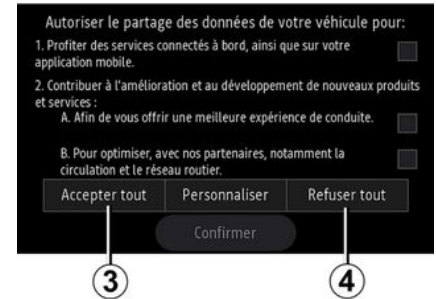 Autoriser le partage des données de votre véhicule pour:
1. Profiter des services connectés à bord, ainsi que sur votre
application mobile.
2. Contribuer à l'amélioration et au développement de nouveaux produits
et services :
A. Afin de vous offrir une meilleure expérience de conduite.
B. Pour optimiser, avec nos partenaires, notamment la
circulation et le réseau routier.
Accepter tout Personnaliser Refuser tout
Confirmer
3 4